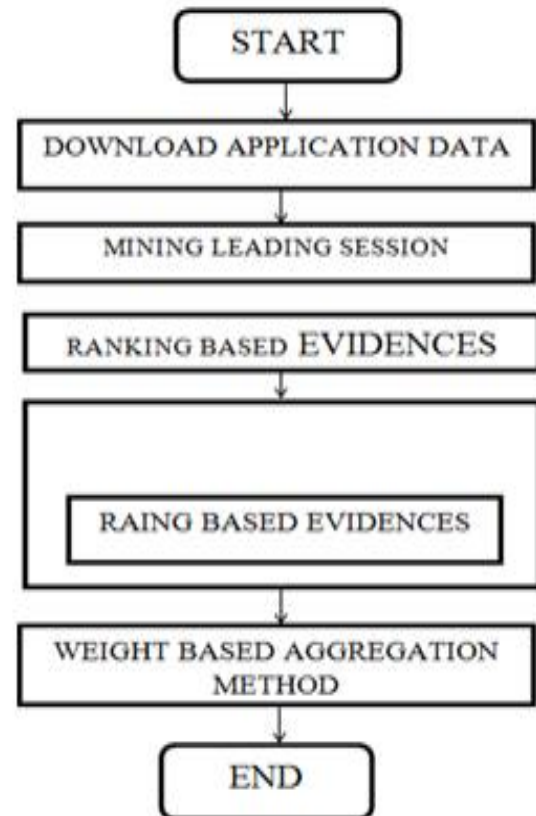 START
DOWNLOAD APPLICATION DATA
MINING LEADING SESSION
RANKING BASED EVIDENCES
RAING BASED EVIDENCES
WEIGHT BASED AGGREGATION
METHOD
END